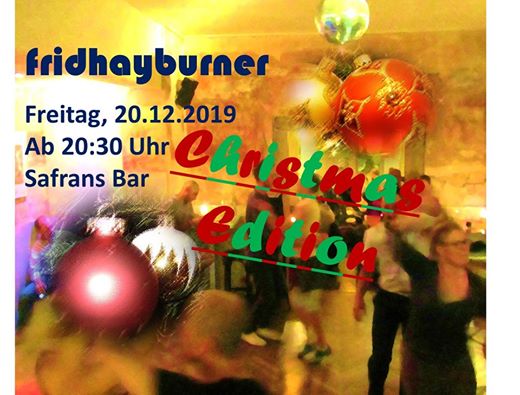 fridhayburner
Freitag, 20.12.2019
Ab 20:30 Uhr
Safrans Bar
Christmas
Edition